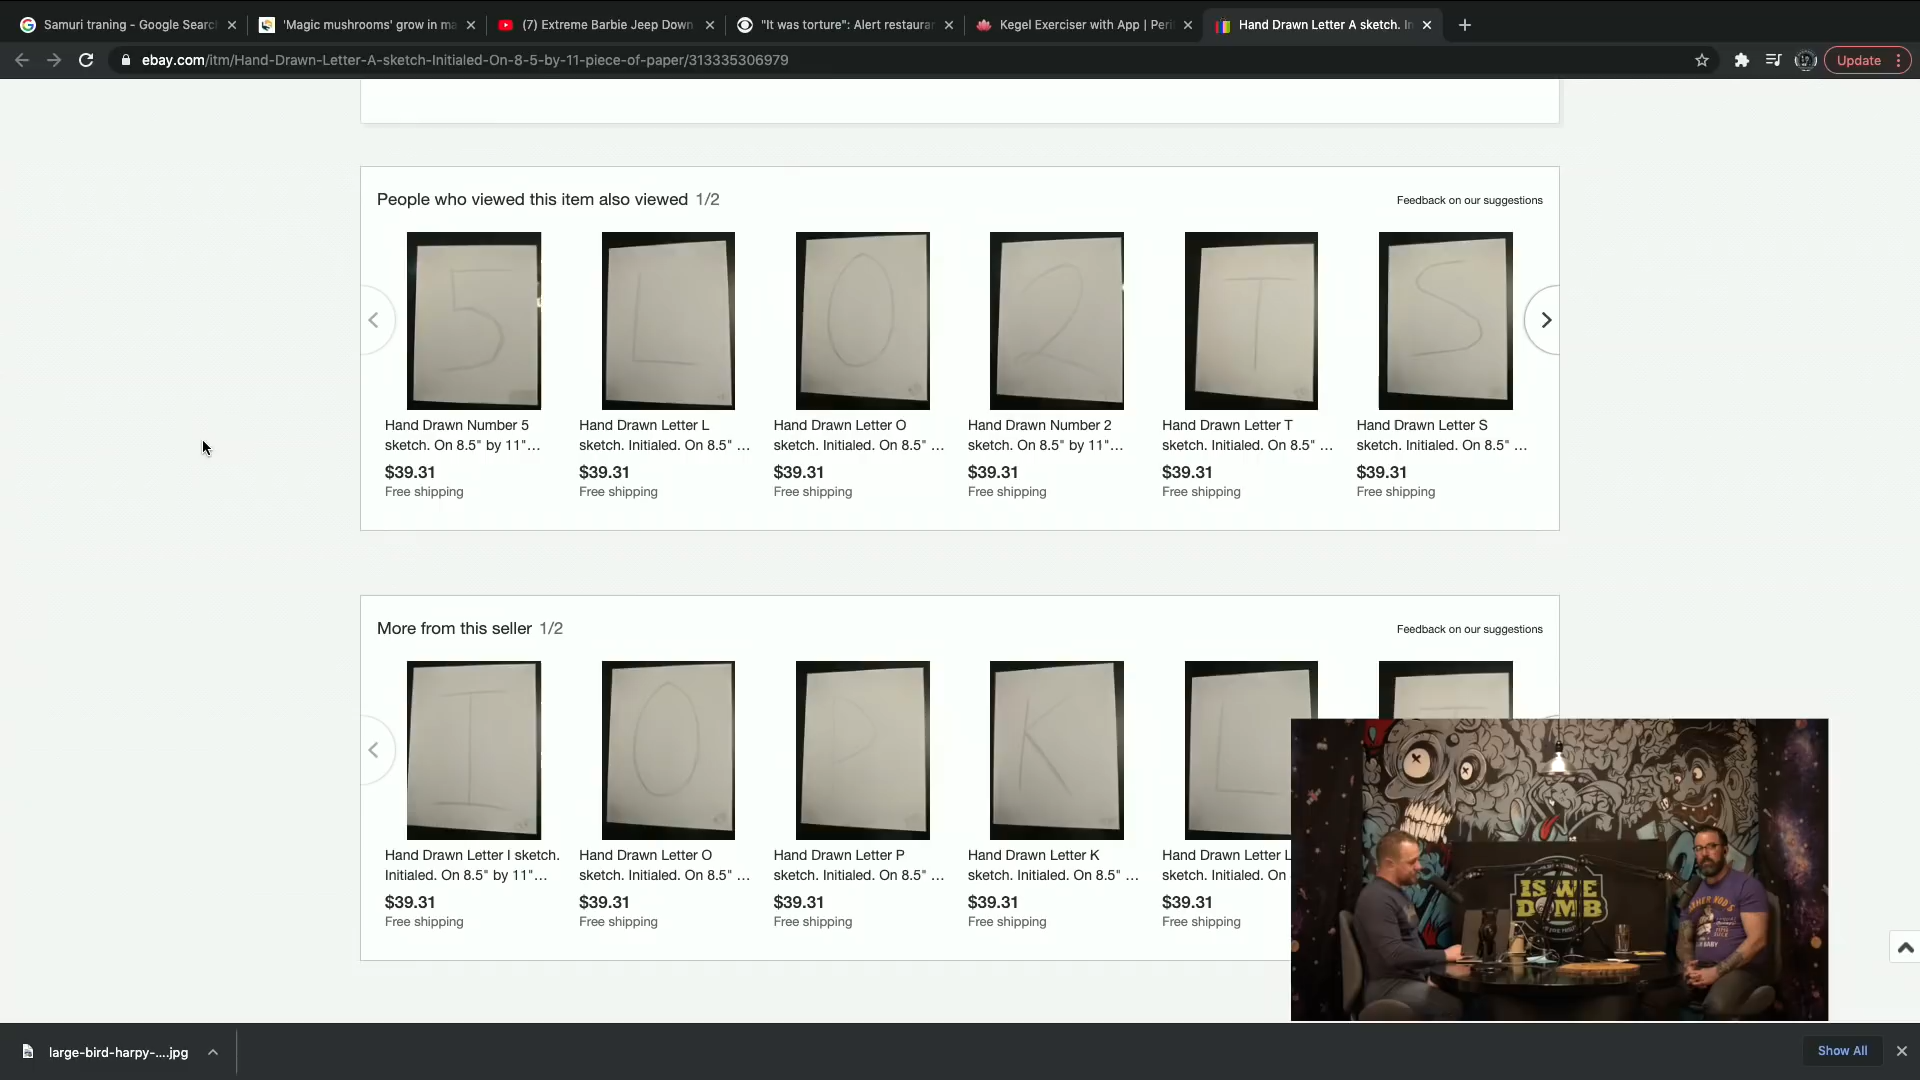 Samuri traning - Google Searc
'Magic mushrooms' grow in ma
(7) Extreme Barbie Jeep Down
"It was torture": Alert restaurar
Kegel Exerciser with App | Peri
Hand Drawn Letter A sketch. In
ebay.com/itm/Hand-Drawn-Letter-A-sketch-Initialed-On-8-5-by-11-piece-of-paper/313335306979
Update
People who viewed this item also viewed 1/2
Feedback on our suggestions
5
L
O
2
T
S
Hand Drawn Number 5
sketch. On 8.5" by 11"...
$39.31
Free shipping
Hand Drawn Letter L
sketch. Initialed. On 8.5" ...
$39.31
Free shipping
Hand Drawn Letter O
sketch. Initialed. On 8.5" ...
$39.31
Free shipping
Hand Drawn Number 2
sketch. On 8.5" by 11"...
$39.31
Free shipping
Hand Drawn Letter T
sketch. Initialed. On 8.5" ...
$39.31
Free shipping
Hand Drawn Letter S
sketch. Initialed. On 8.5" ...
$39.31
Free shipping
More from this seller 1/2
Feedback on our suggestions
I
O
P
K
L
Hand Drawn Letter I sketch.
Initialed. On 8.5" by 11"...
$39.31
Free shipping
Hand Drawn Letter O
sketch. Initialed. On 8.5" ...
$39.31
Free shipping
Hand Drawn Letter P
sketch. Initialed. On 8.5" ...
$39.31
Free shipping
Hand Drawn Letter K
sketch. Initialed. On 8.5" ...
$39.31
Free shipping
Hand Drawn Letter L
sketch. Initialed. On
$39.31
Free shipping
IS WE
DUMB
large-bird-harpy-....jpg
Show All